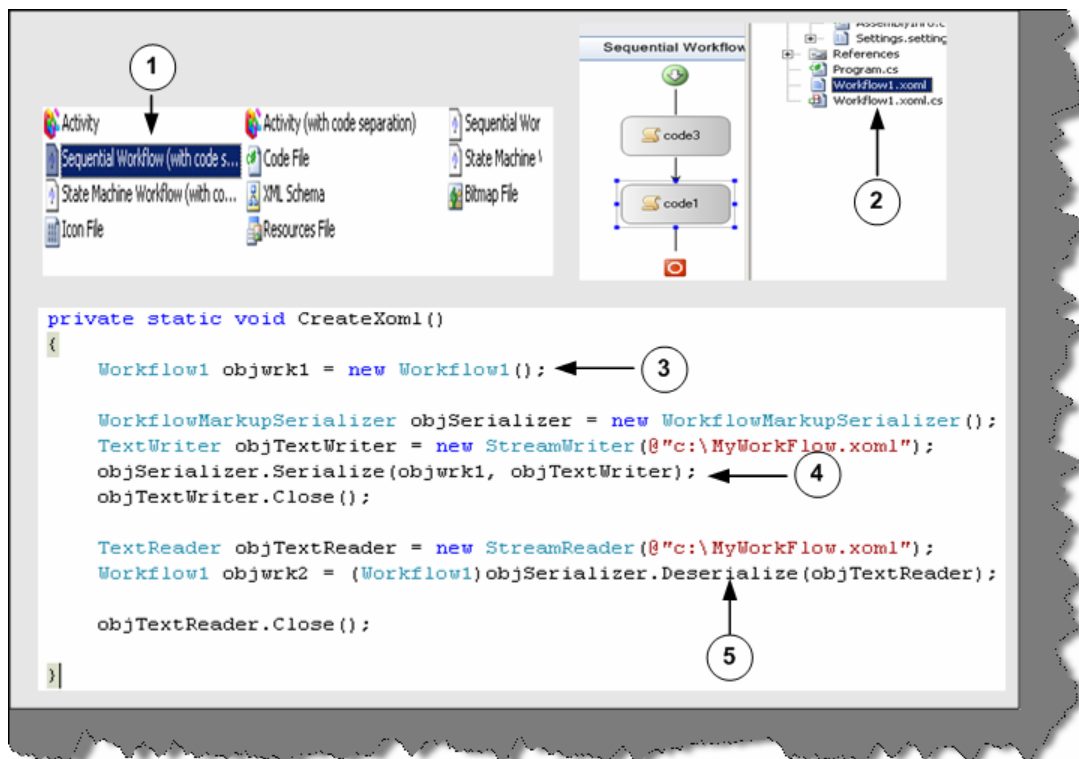 1
Activity
Activity (with code separation)
Sequential Wor
Sequential Workflow (with code s...
Code File
State Machine
State Machine Workflow (with co...
XML Schema
Bitmap File
Icon File
Resources File
Sequential Workflow
code3
code1
AssemblyInfo.c
Settings.setting
References
Program.cs
Workflow1.xoml
Workflow1.xoml.cs
2
private static void CreateXoml()
{
Workflow1 objwrk1 = new Workflow1();
3
WorkflowMarkupSerializer objSerializer = new WorkflowMarkupSerializer();
TextWriter objTextWriter = new StreamWriter(@"c:\MyWorkFlow.xoml");
objSerializer.Serialize(objwrk1, objTextWriter);
4
objTextWriter.Close();
TextReader objTextReader = new StreamReader(@"c:\MyWorkFlow.xoml");
Workflow1 objwrk2 = (Workflow1)objSerializer.Deserialize(objTextReader);
objTextReader.Close();
5
}